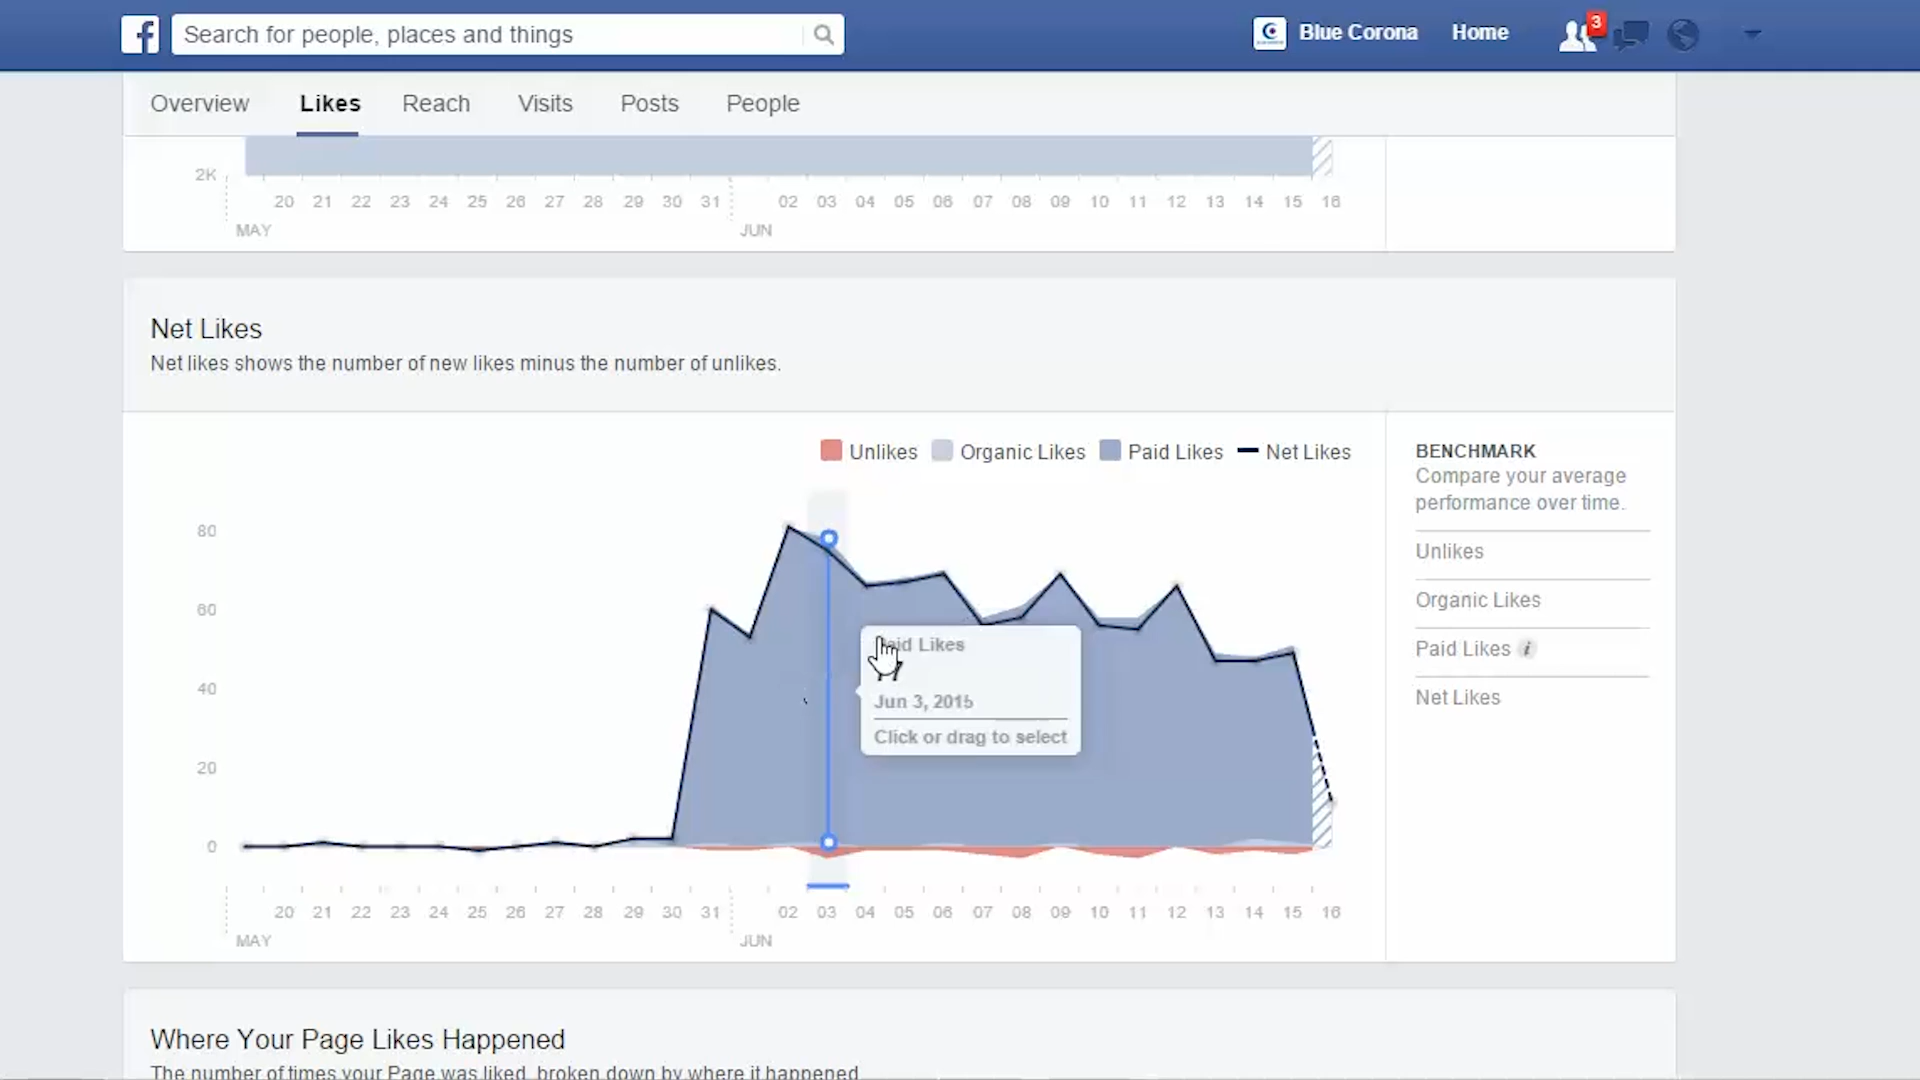 f Search for people, places and things Blue Corona Home 3
Overview Likes Reach Visits Posts People
2K
20 21 22 23 24 25 26 27 28 29 30 31 02 03 04 05 06 07 08 09 10 11 12 13 14 15 16
MAY JUN
Net Likes
Net likes shows the number of new likes minus the number of unlikes.
Unlikes Organic Likes Paid Likes Net Likes
BENCHMARK
Compare your average
performance over time.
Unlikes
Organic Likes
Paid Likes i
Net Likes
80
60
40
20
0
Paid Likes
Jun 3, 2015
Click or drag to select
20 21 22 23 24 25 26 27 28 29 30 31 02 03 04 05 06 07 08 09 10 11 12 13 14 15 16
MAY JUN
Where Your Page Likes Happened
The number of times your Page was liked, broken down by where it happened